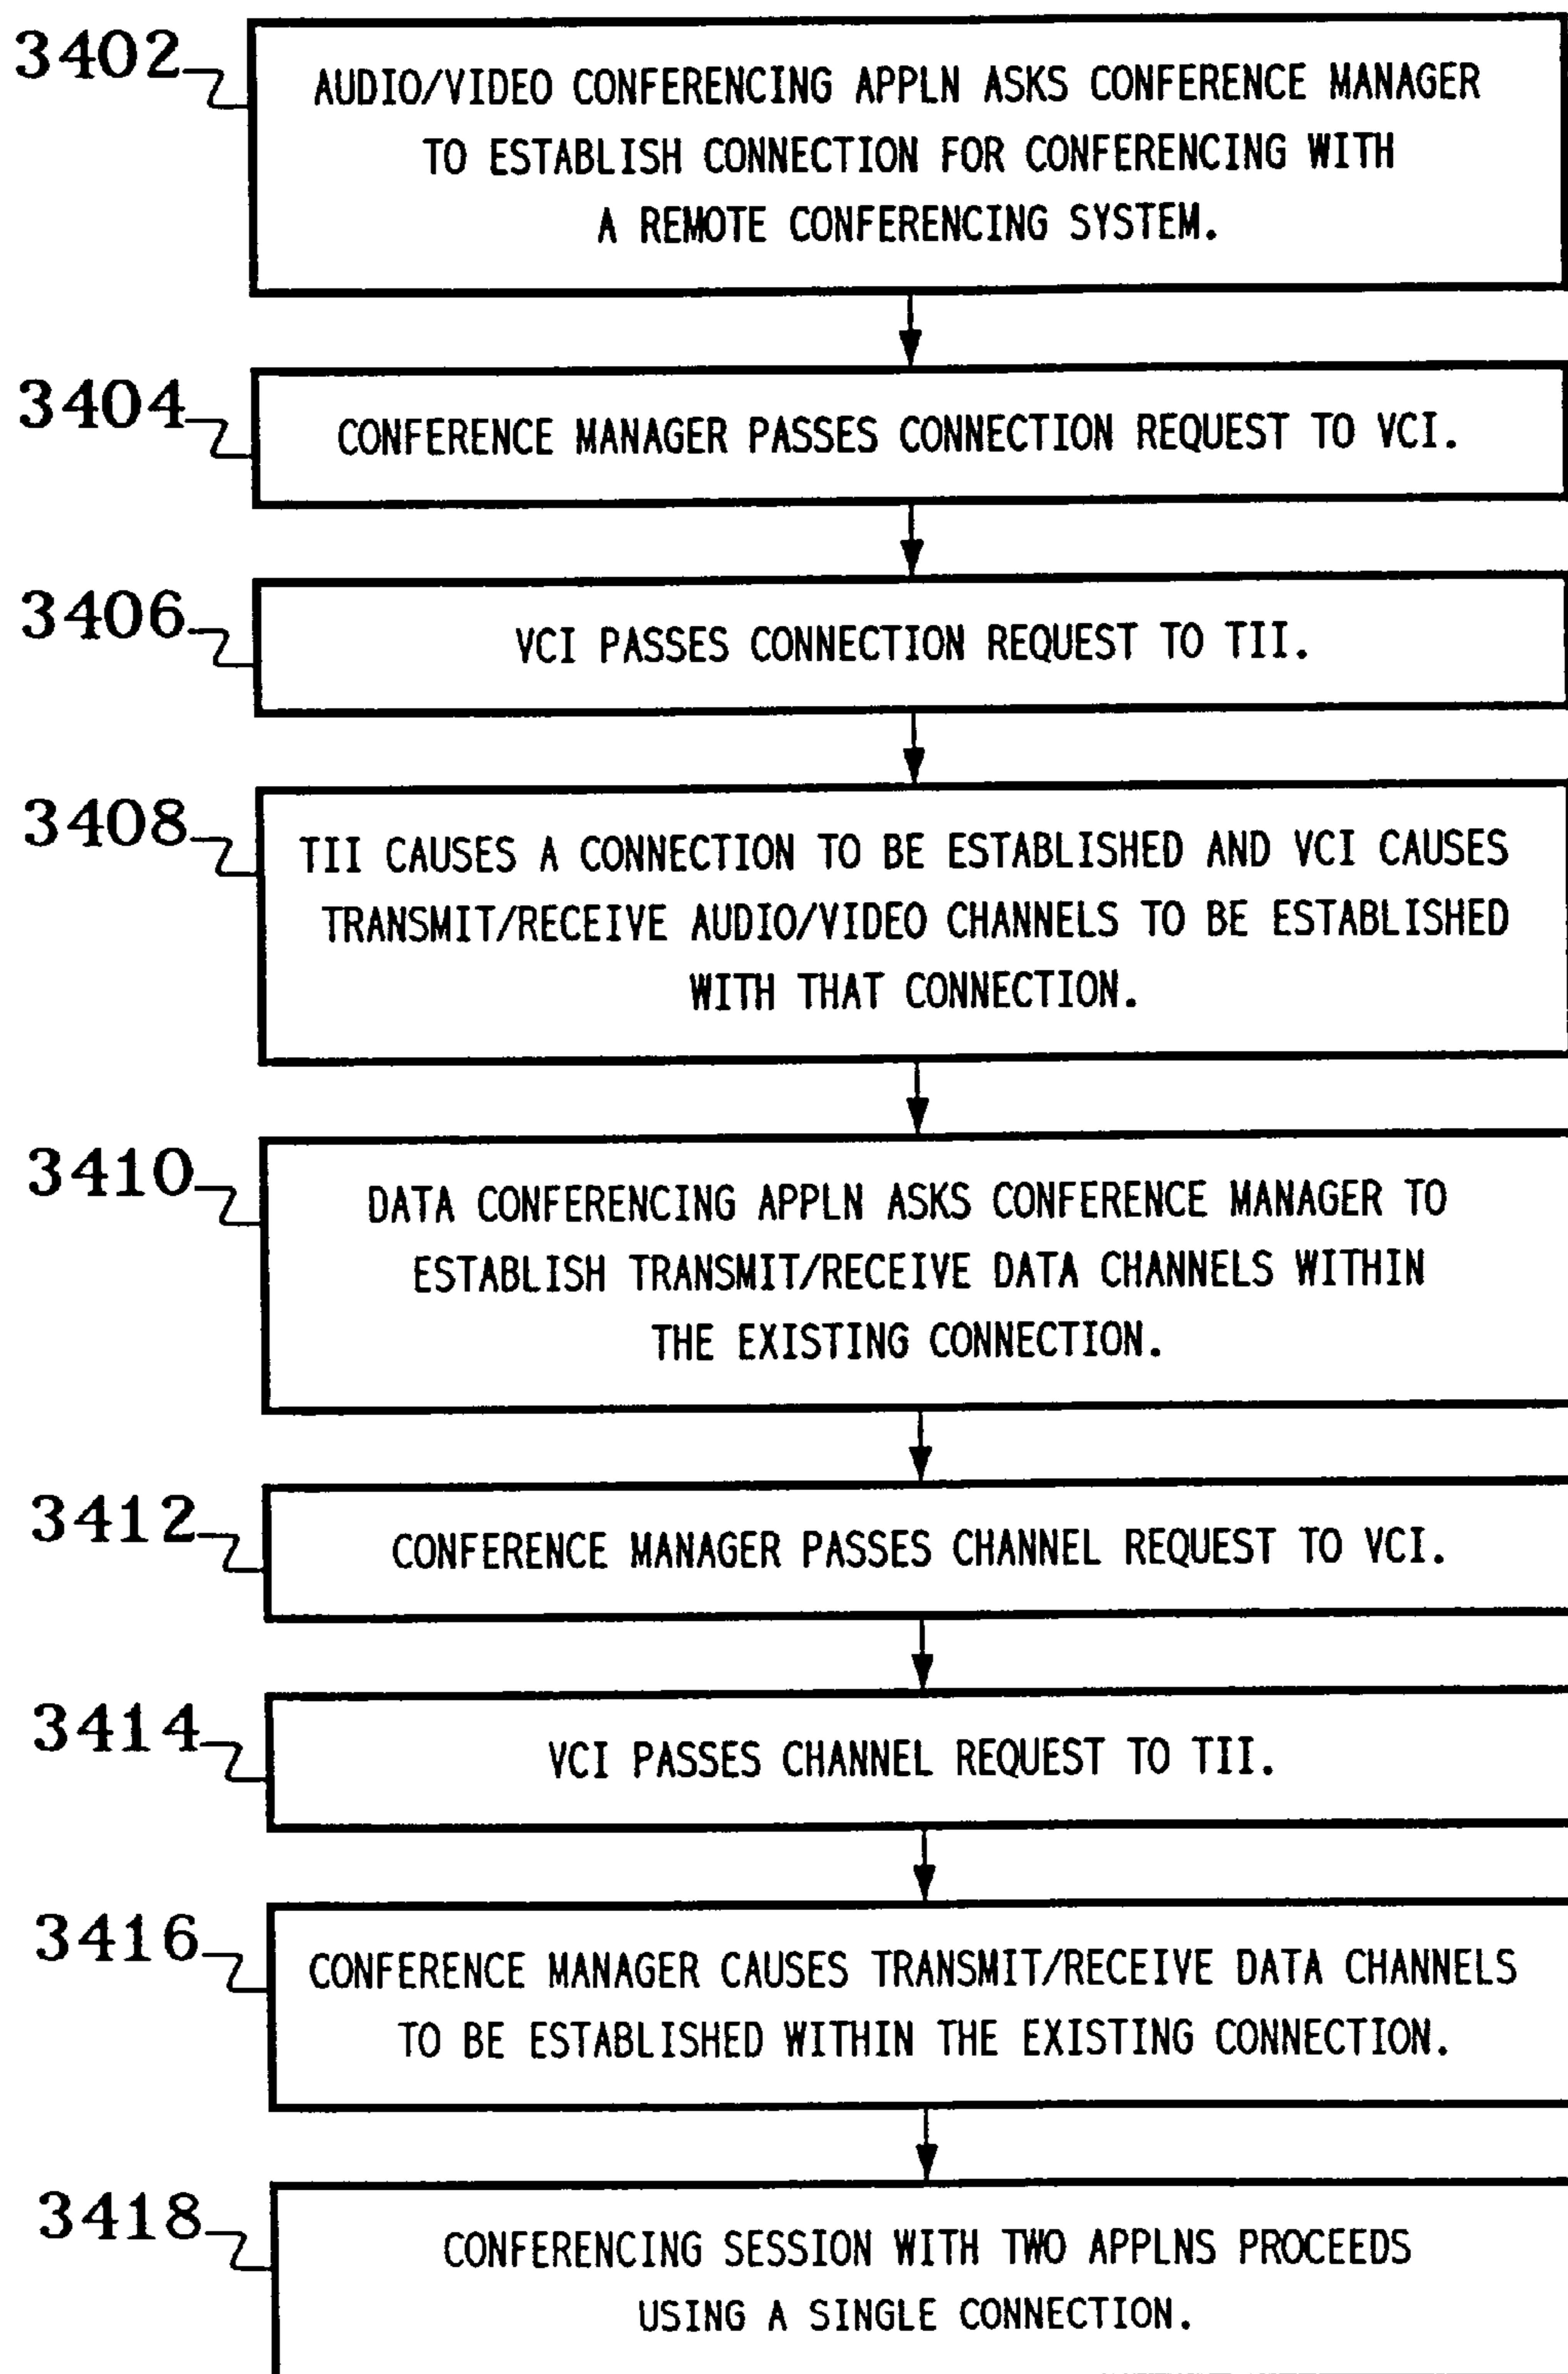 3402
AUDIO/VIDEO CONFERENCING APPLN ASKS CONFERENCE MANAGER
TO ESTABLISH CONNECTION FOR CONFERENCING WITH
A REMOTE CONFERENCING SYSTEM.
3404
CONFERENCE MANAGER PASSES CONNECTION REQUEST TO VCI.
3406
VCI PASSES CONNECTION REQUEST TO TII.
3408
TII CAUSES A CONNECTION TO BE ESTABLISHED AND VCI CAUSES
TRANSMIT/RECEIVE AUDIO/VIDEO CHANNELS TO BE ESTABLISHED
WITH THAT CONNECTION.
3410
DATA CONFERENCING APPLN ASKS CONFERENCE MANAGER TO
ESTABLISH TRANSMIT/RECEIVE DATA CHANNELS WITHIN
THE EXISTING CONNECTION.
3412
CONFERENCE MANAGER PASSES CHANNEL REQUEST TO VCI.
3414
VCI PASSES CHANNEL REQUEST TO TII.
3416
CONFERENCE MANAGER CAUSES TRANSMIT/RECEIVE DATA CHANNELS
TO BE ESTABLISHED WITHIN THE EXISTING CONNECTION.
3418
CONFERENCING SESSION WITH TWO APPLNS PROCEEDS
USING A SINGLE CONNECTION.